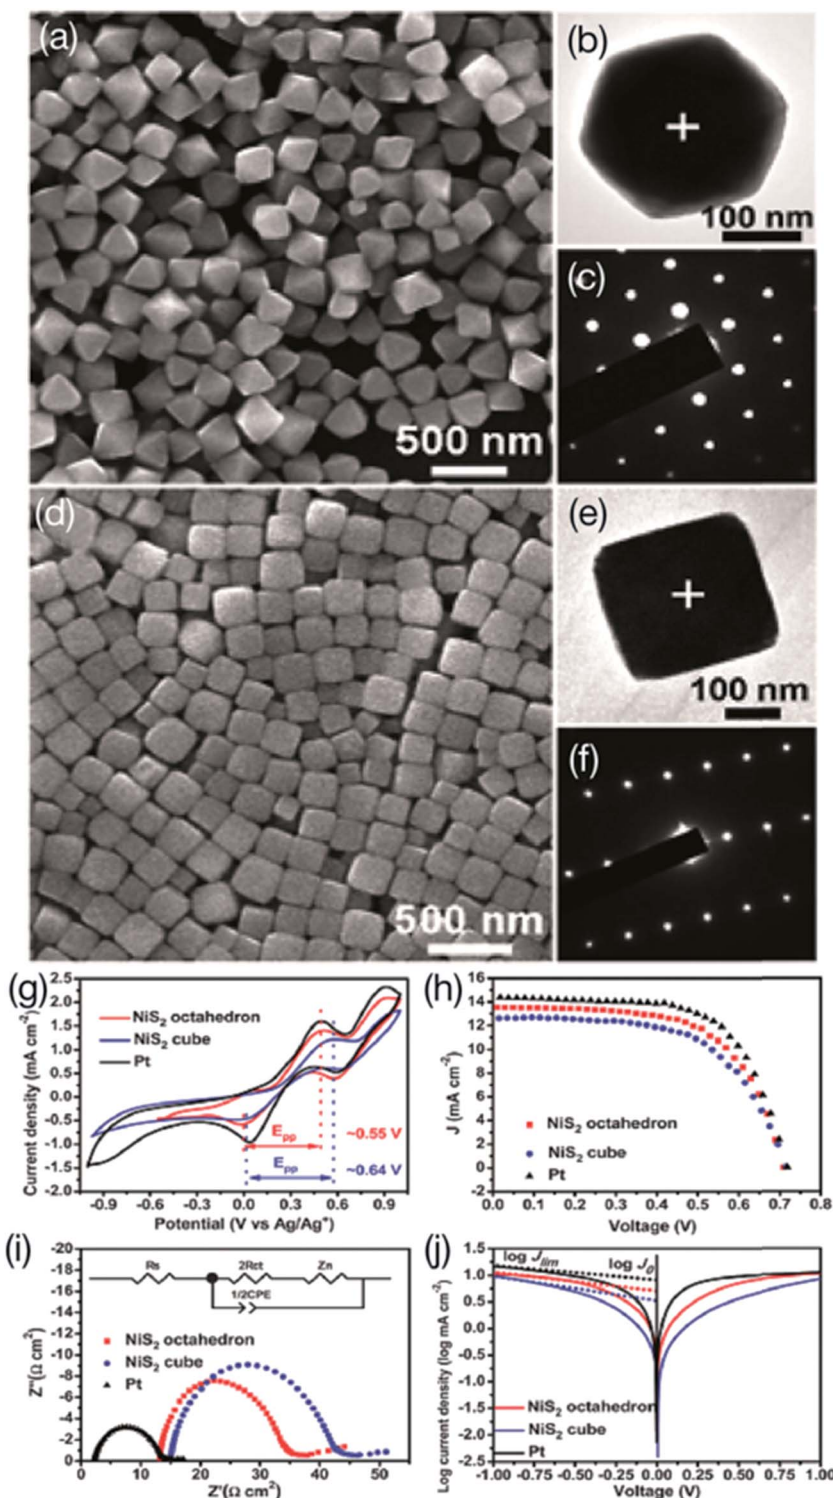 (a)
500 nm
(b)
100 nm
(c)
(d)
500 nm
(e)
100 nm
(f)
(g)
2.5
2.0
1.5
1.0
0.5
0.0
-0.5
-1.0
-1.5
-2.0
Current density (mA cm⁻²)
NiS₂ octahedron
NiS₂ cube
Pt
Eₚₚ
~0.55 V
Eₚₚ
~0.64 V
-0.9 -0.6 -0.3 0.0 0.3 0.6 0.9
Potential (V vs Ag/Ag⁺)
(h)
16
14
12
10
8
6
4
2
0
-2
J (mA cm⁻²)
NiS₂ octahedron
NiS₂ cube
Pt
0.0 0.1 0.2 0.3 0.4 0.5 0.6 0.7 0.8
Voltage (V)
(i)
-20
-18
-16
-14
-12
-10
-8
-6
-4
-2
0
Z"(Ω cm²)
Rs 2Rct Zn
1/2CPE
NiS₂ octahedron
NiS₂ cube
Pt
0 10 20 30 40 50
Z'(Ω cm²)
(j)
1.5
1.0
0.5
0.0
-0.5
-1.0
-1.5
-2.0
-2.5
Log current density (log mA cm⁻²)
log Jₗᵢₘ log J₀
NiS₂ octahedron
NiS₂ cube
Pt
-1.00 -0.75 -0.50 -0.25 0.00 0.25 0.50 0.75 1.00
Voltage (V)